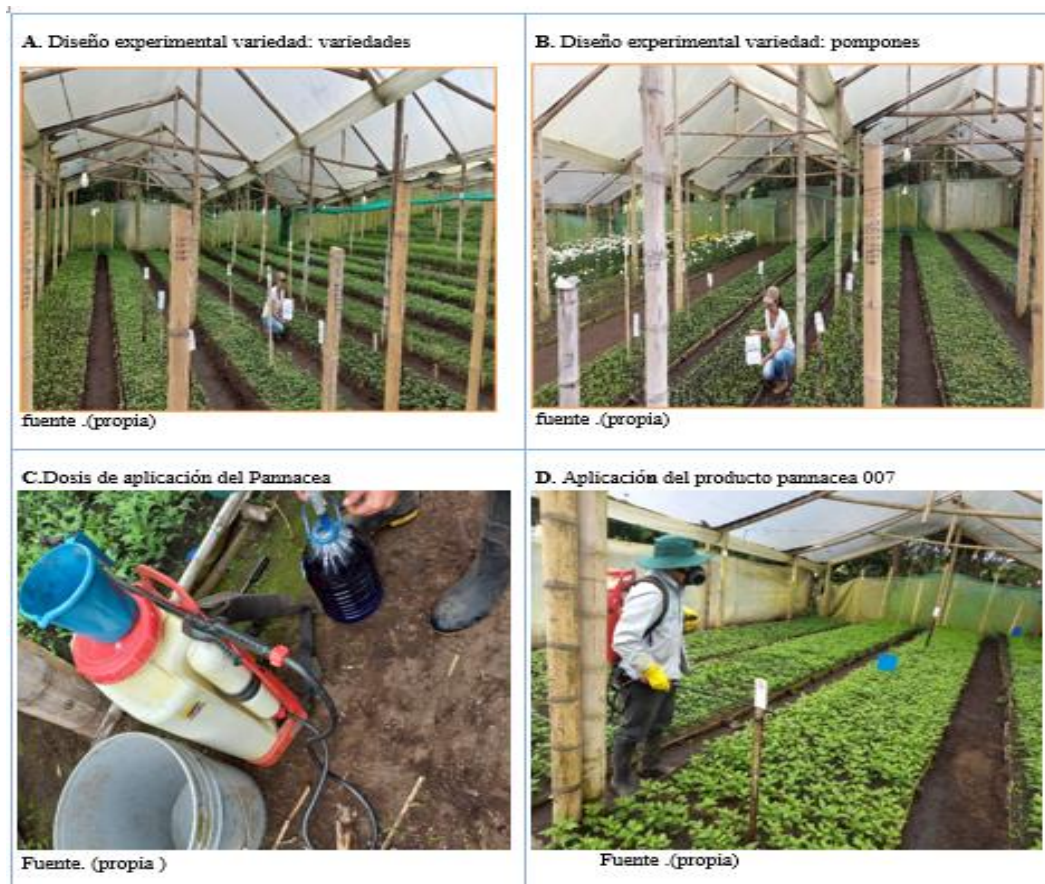 A. Diseño experimental variedad: variedades
B. Diseño experimental variedad: pompones
fuente .(propia)
fuente .(propia)
C.Dosis de aplicación del Pannacea
D. Aplicación del producto pannacea 007
Fuente. (propia )
Fuente .(propia)